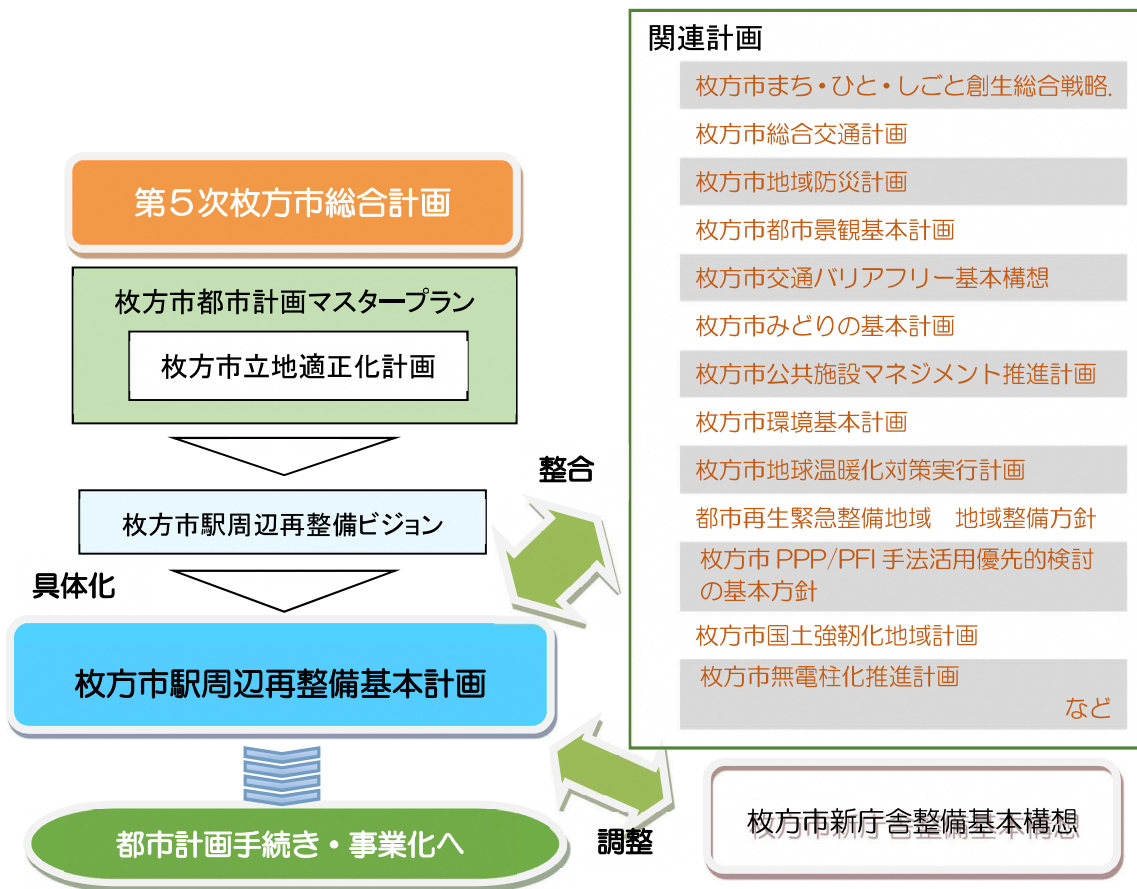 第５次枚方市総合計画
枚方市都市計画マスタープラン
枚方市立地適正化計画
枚方市駅周辺再整備ビジョン
具体化
枚方市駅周辺再整備基本計画
都市計画手続き・事業化へ
整合
調整
関連計画
枚方市まち・ひと・しごと創生総合戦略.
枚方市総合交通計画
枚方市地域防災計画
枚方市都市景観基本計画
枚方市交通バリアフリー基本構想
枚方市みどりの基本計画
枚方市公共施設マネジメント推進計画
枚方市環境基本計画
枚方市地球温暖化対策実行計画
都市再生緊急整備地域　地域整備方針
枚方市 PPP/PFI 手法活用優先的検討
の基本方針
枚方市国土強靭化地域計画
枚方市無電柱化推進計画
など
枚方市新庁舎整備基本構想